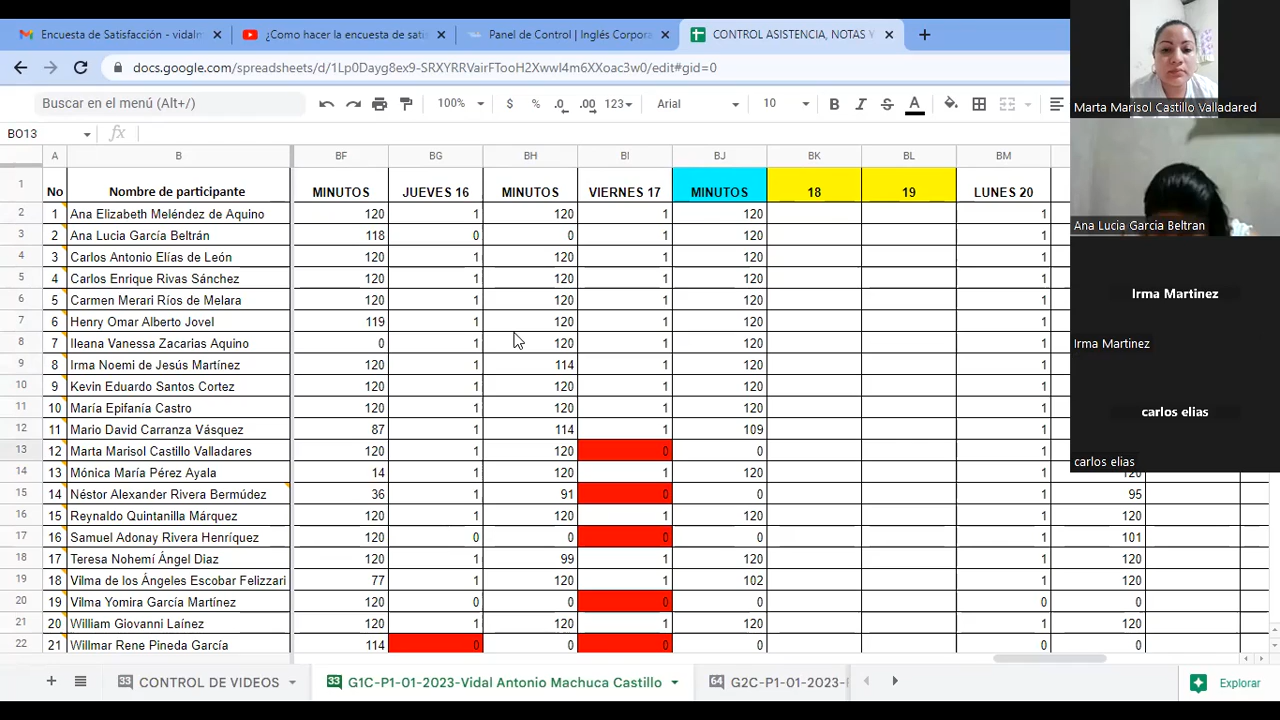 Encuesta de Satisfacción - vidalm
¿Como hacer la encuesta de sati
Panel de Control | Inglés Corpora
CONTROL ASISTENCIA, NOTAS Y
docs.google.com/spreadsheets/d/1Lp0Dayg8ex9-SRXYRRVarFTooH2Xwwl4m6XXoac3w0/edit#gid=0
Buscar en el menú (Alt+/)
100% $ % .0 .00 123 Arial 10 B I S A
BO13 fx
A B BF BG BH BI BJ BK BL BM
1 No Nombre de participante MINUTOS JUEVES 16 MINUTOS VIERNES 17 MINUTOS 18 19 LUNES 20
2 1 Ana Elizabeth Meléndez de Aquino 120 1 120 1 120 1
3 2 Ana Lucia García Beltrán 118 0 0 1 120 1
4 3 Carlos Antonio Elías de León 120 1 120 1 120 1
5 4 Carlos Enrique Rivas Sánchez 120 1 120 1 120 1
6 5 Carmen Merari Ríos de Melara 120 1 120 1 120 1
7 6 Henry Omar Alberto Jovel 119 1 120 1 120 1
8 7 Ileana Vanessa Zacarias Aquino 0 1 120 1 120 1
9 8 Irma Noemi de Jesús Martínez 120 1 114 1 120 1
10 9 Kevin Eduardo Santos Cortez 120 1 120 1 120 1
11 10 María Epifanía Castro 120 1 120 1 120 1
12 11 Mario David Carranza Vásquez 87 1 114 1 109 1
13 12 Marta Marisol Castillo Valladares 120 1 120 0 0 1
14 13 Mónica María Pérez Ayala 14 1 120 1 120 1 120
15 14 Néstor Alexander Rivera Bermúdez 36 1 91 0 0 1 95
16 15 Reynaldo Quintanilla Márquez 120 1 120 1 120 1 120
17 16 Samuel Adonay Rivera Henríquez 120 0 0 0 0 1 101
18 17 Teresa Nohemí Ángel Diaz 120 1 99 1 120 1 120
19 18 Vilma de los Ángeles Escobar Felizzari 77 1 120 1 102 1 120
20 19 Vilma Yomira García Martínez 120 0 0 0 0 0 0
21 20 William Giovanni Laínez 120 1 120 1 120 1 120
22 21 Willmar Rene Pineda García 114 0 0 0 0 0 0
33 CONTROL DE VIDEOS
33 G1C-P1-01-2023-Vidal Antonio Machuca Castillo
64 G2C-P1-01-2023-
Explorar
Marta Marisol Castillo Valladared
Ana Lucia Garcia Beltran
Irma Martinez
Irma Martinez
carlos elias
carlos elias